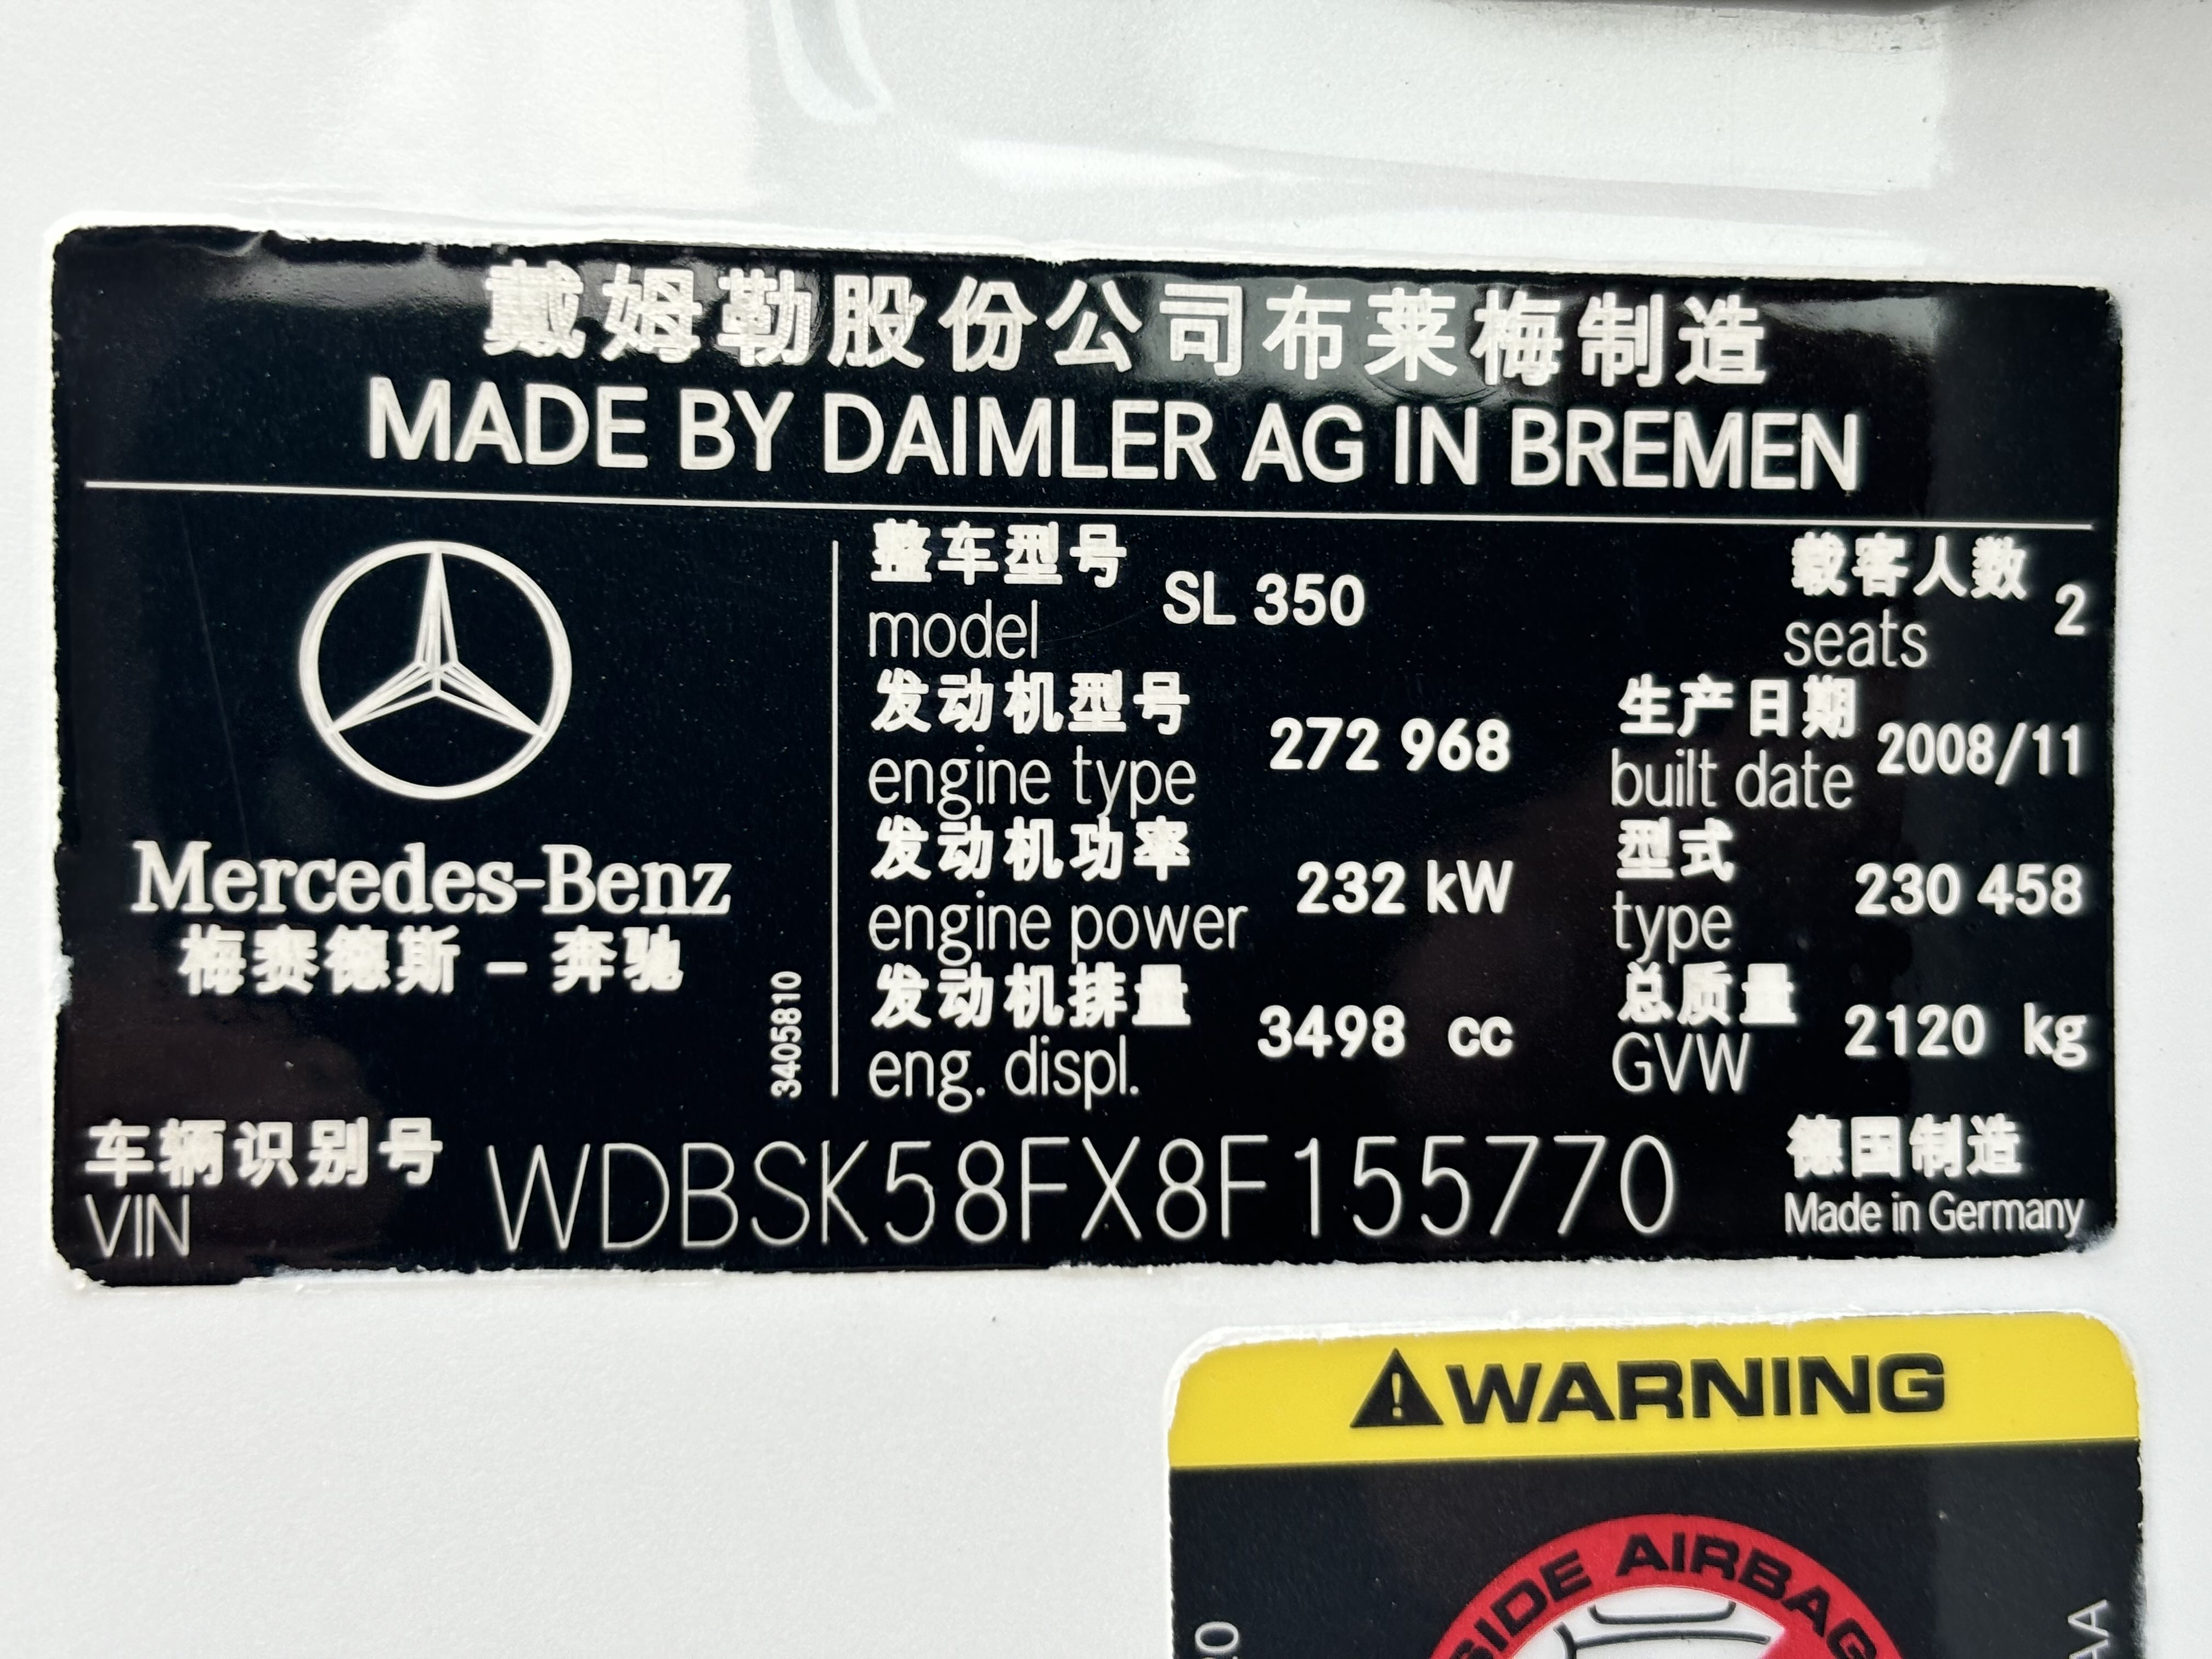 戴姆勒股份公司布莱梅制造
MADE BY DAIMLER AG IN BREMEN
整车型号 SL 350 载客人数 2
model seats
发动机型号 272 968 生产日期 2008/11
engine type built date
发动机功率 232 kW 型式 230 458
engine power type
发动机排量 3498 cc 总质量 2120 kg
eng. displ. GVW
Mercedes-Benz
梅赛德斯 – 奔驰
3405810
车辆识别号 WDBSK58FX8F155770 德国制造
VIN Made in Germany
WARNING
SIDE AIRBAG